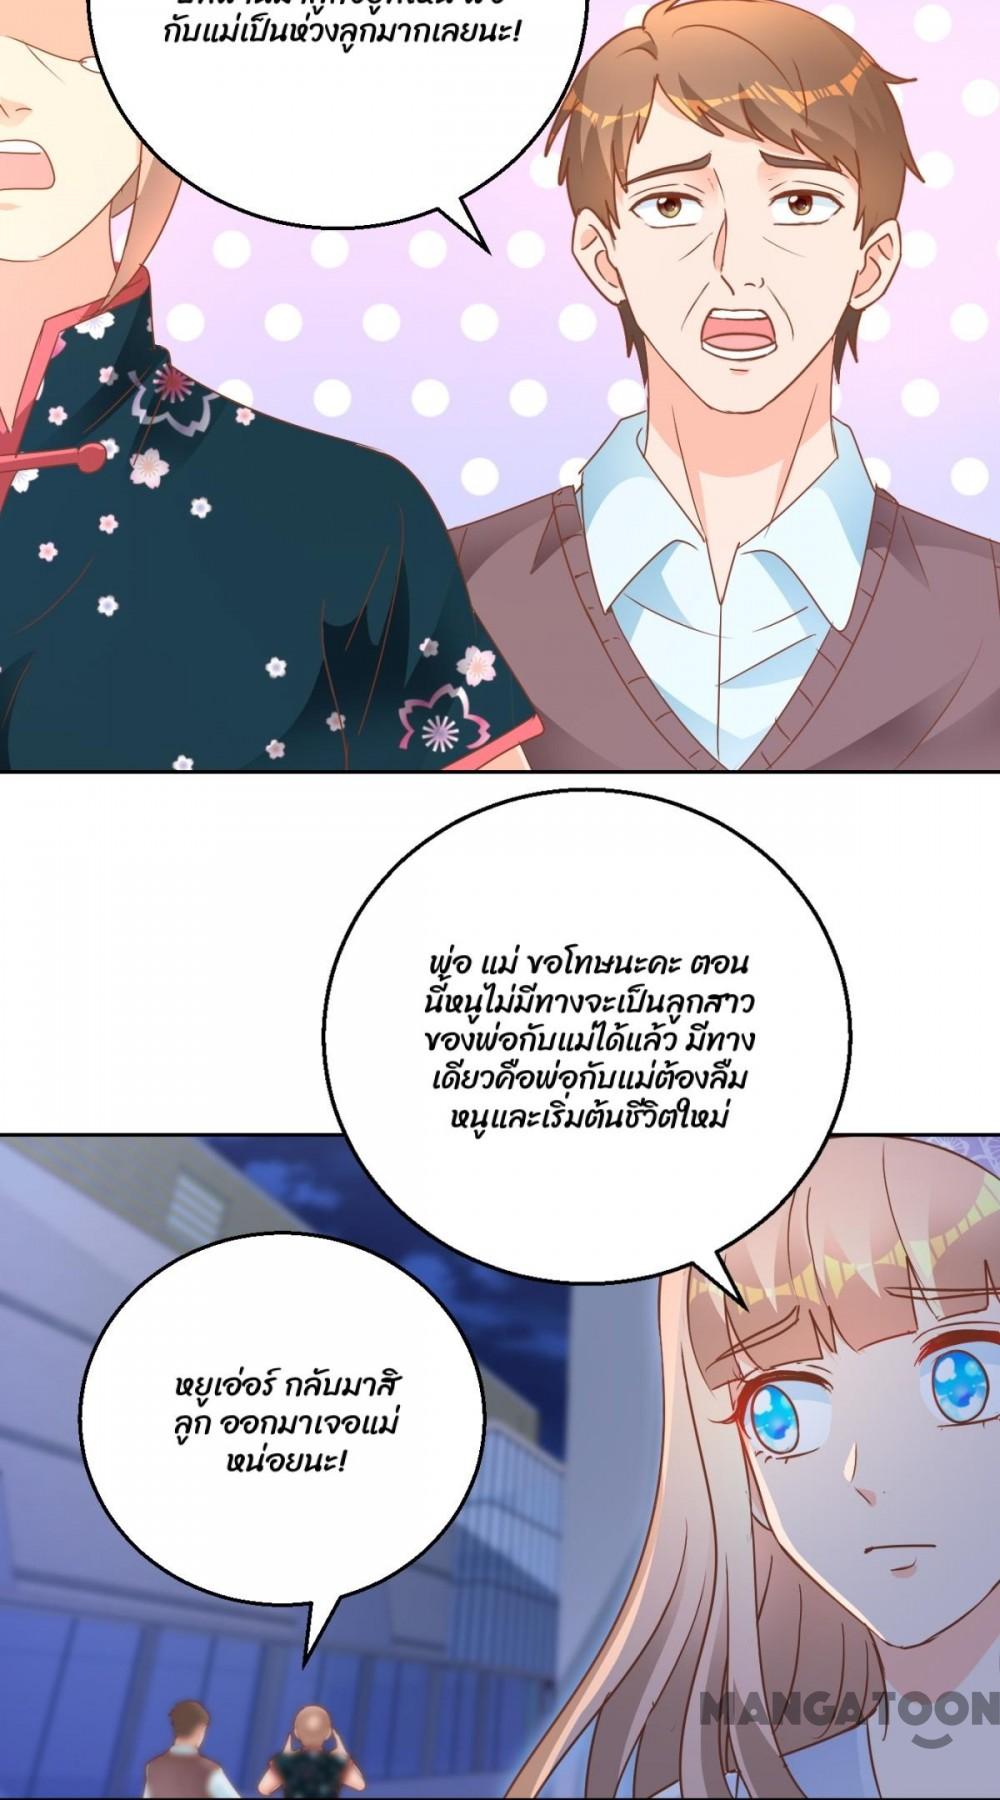 กับแม่เป็นห่วงลูกมากเลยนะ!
พ่อ แม่ ขอโทษนะคะ ตอน
นี้หนูไม่มีทางจะเป็นลูกสาว
ของพ่อกับแม่ได้แล้ว มีทาง
เดียวคือพ่อกับแม่ต้องลืม
หนูและเริ่มต้นชีวิตใหม่
หยูเอ่อร์ กลับมาสิ
ลูก ออกมาเจอแม่
หน่อยนะ!
MANGATOON